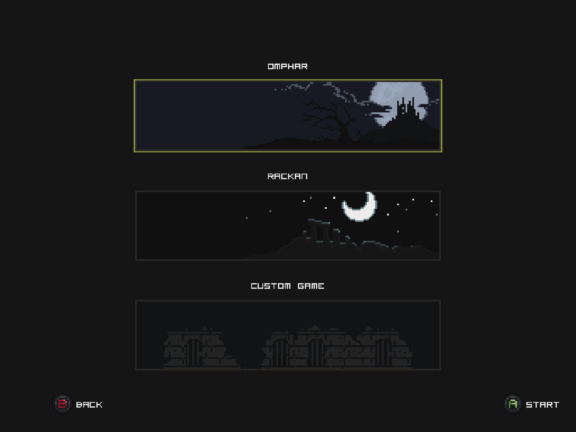 OMPHAR
RACKAN
CUSTOM GAME
B BACK
A START